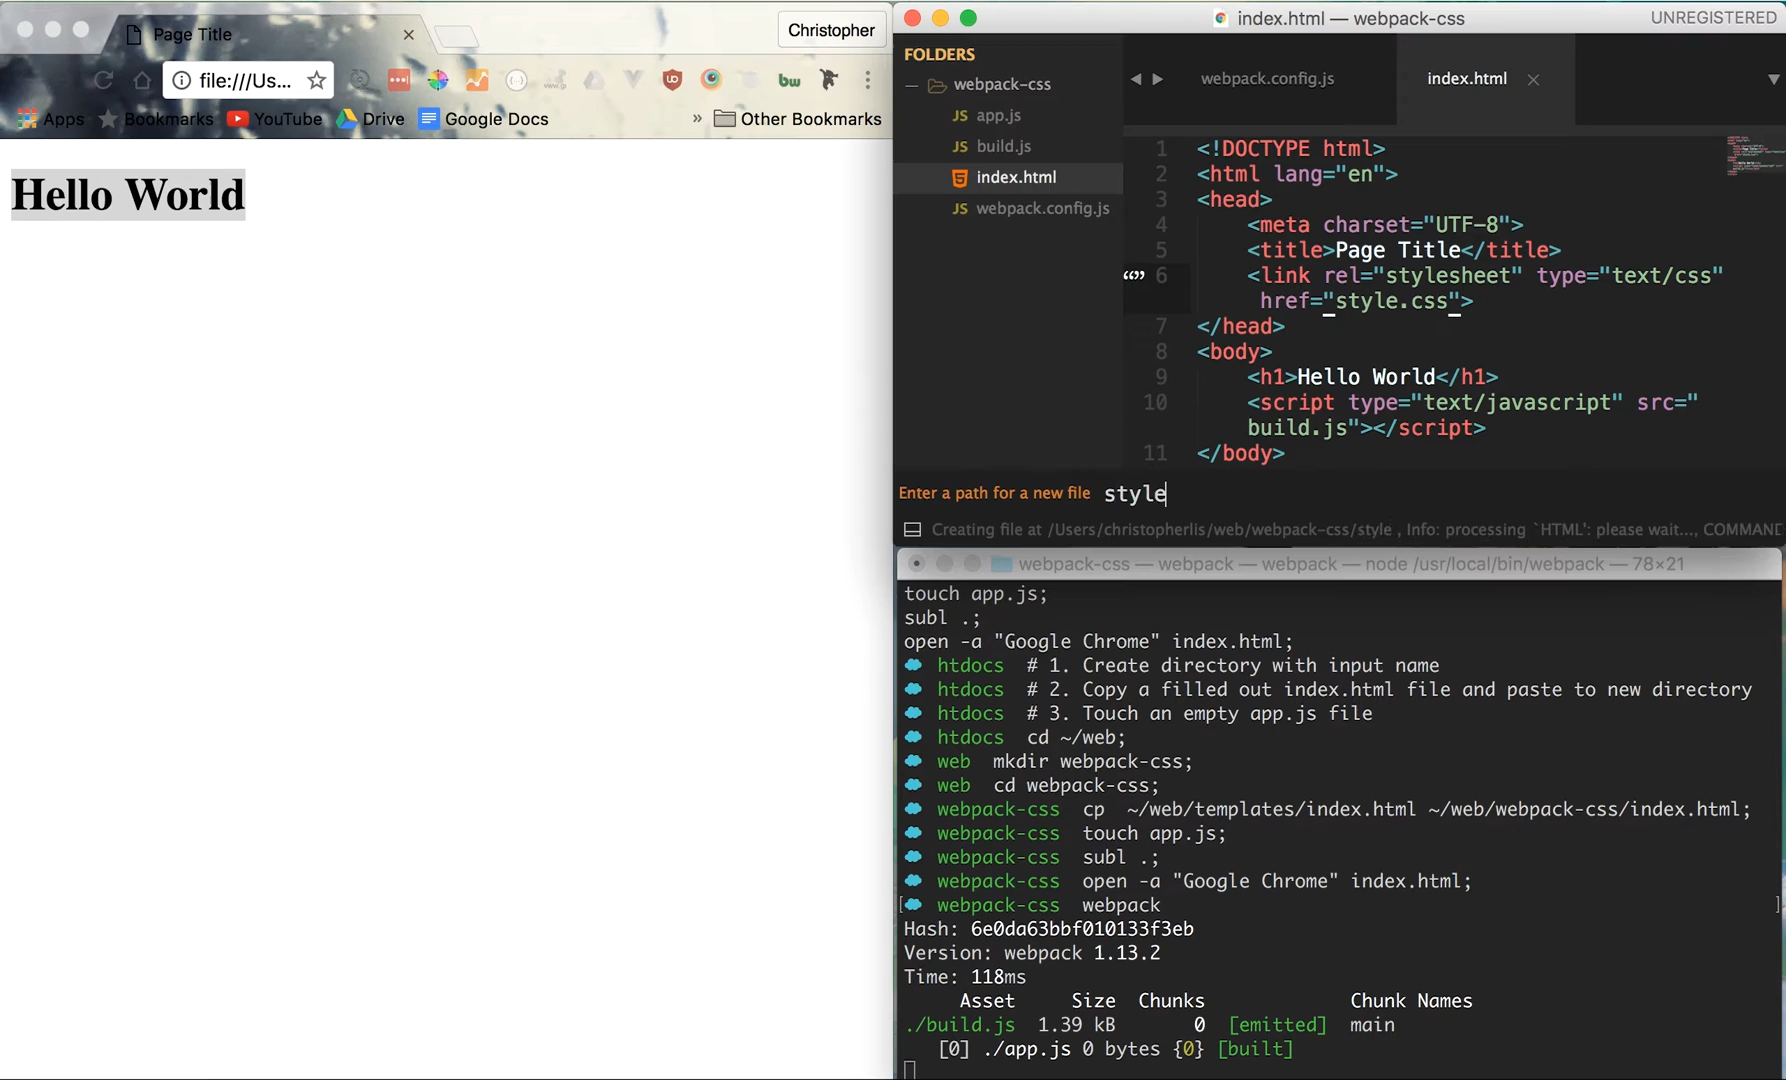 Page Title
Christopher
file:///Us...
Apps
Bookmarks
YouTube
Drive
Google Docs
»
Other Bookmarks
bw
Hello World
index.html — webpack-css
UNREGISTERED
FOLDERS
webpack-css
JS app.js
JS build.js
index.html
JS webpack.config.js
webpack.config.js
index.html
1 <!DOCTYPE html>
2 <html lang="en">
3 <head>
4 <meta charset="UTF-8">
5 <title>Page Title</title>
6 <link rel="stylesheet" type="text/css"
href="style.css">
7 </head>
8 <body>
9 <h1>Hello World</h1>
10 <script type="text/javascript" src="
build.js"></script>
11 </body>
Enter a path for a new file style
Creating file at /Users/christopherlis/web/webpack-css/style , Info: processing `HTML': please wait..., COMMAND
webpack-css — webpack — webpack — node /usr/local/bin/webpack — 78×21
touch app.js;
subl .;
open -a "Google Chrome" index.html;
htdocs # 1. Create directory with input name
htdocs # 2. Copy a filled out index.html file and paste to new directory
htdocs # 3. Touch an empty app.js file
htdocs cd ~/web;
web mkdir webpack-css;
web cd webpack-css;
webpack-css cp ~/web/templates/index.html ~/web/webpack-css/index.html;
webpack-css touch app.js;
webpack-css subl .;
webpack-css open -a "Google Chrome" index.html;
[ webpack-css webpack ]
Hash: 6e0da63bbf010133f3eb
Version: webpack 1.13.2
Time: 118ms
Asset Size Chunks Chunk Names
./build.js 1.39 kB 0 [emitted] main
[0] ./app.js 0 bytes {0} [built]